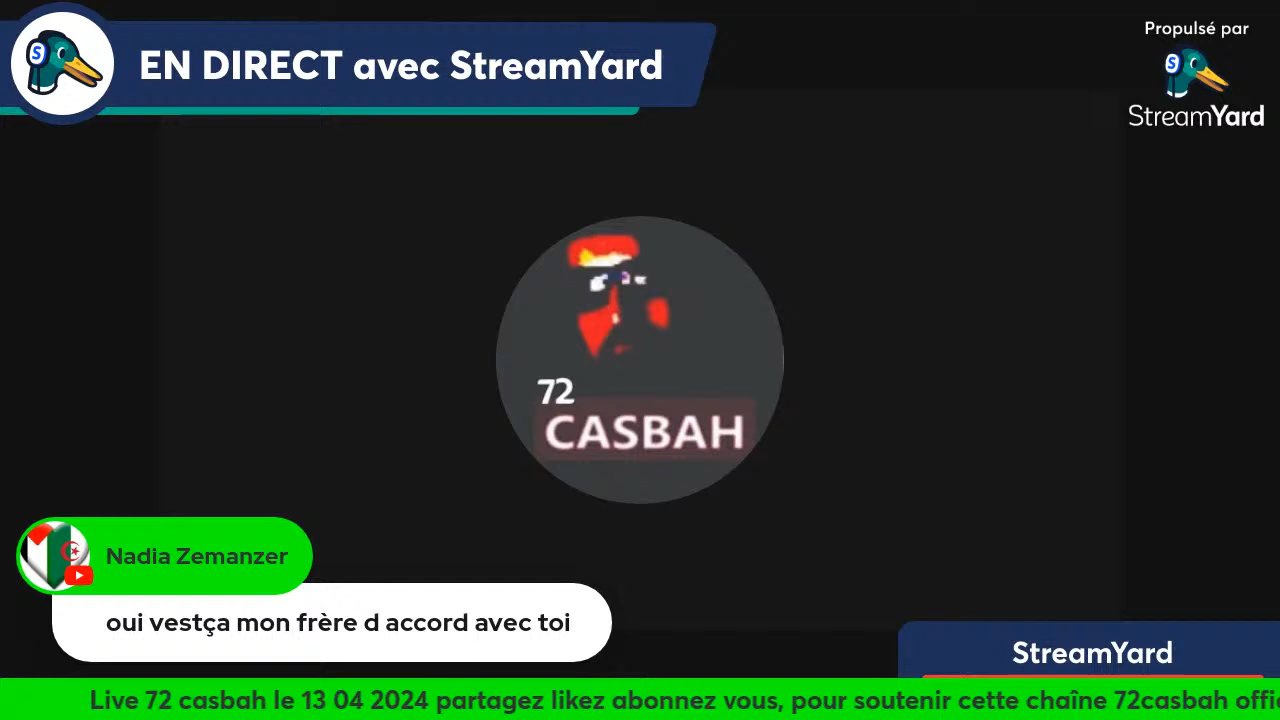 EN DIRECT avec StreamYard
Propulsé par
StreamYard
72
CASBAH
Nadia Zemanzer
oui vestça mon frère d accord avec toi
StreamYard
Live 72 casbah le 13 04 2024 partagez likez abonnez vous, pour soutenir cette chaîne 72casbah offi